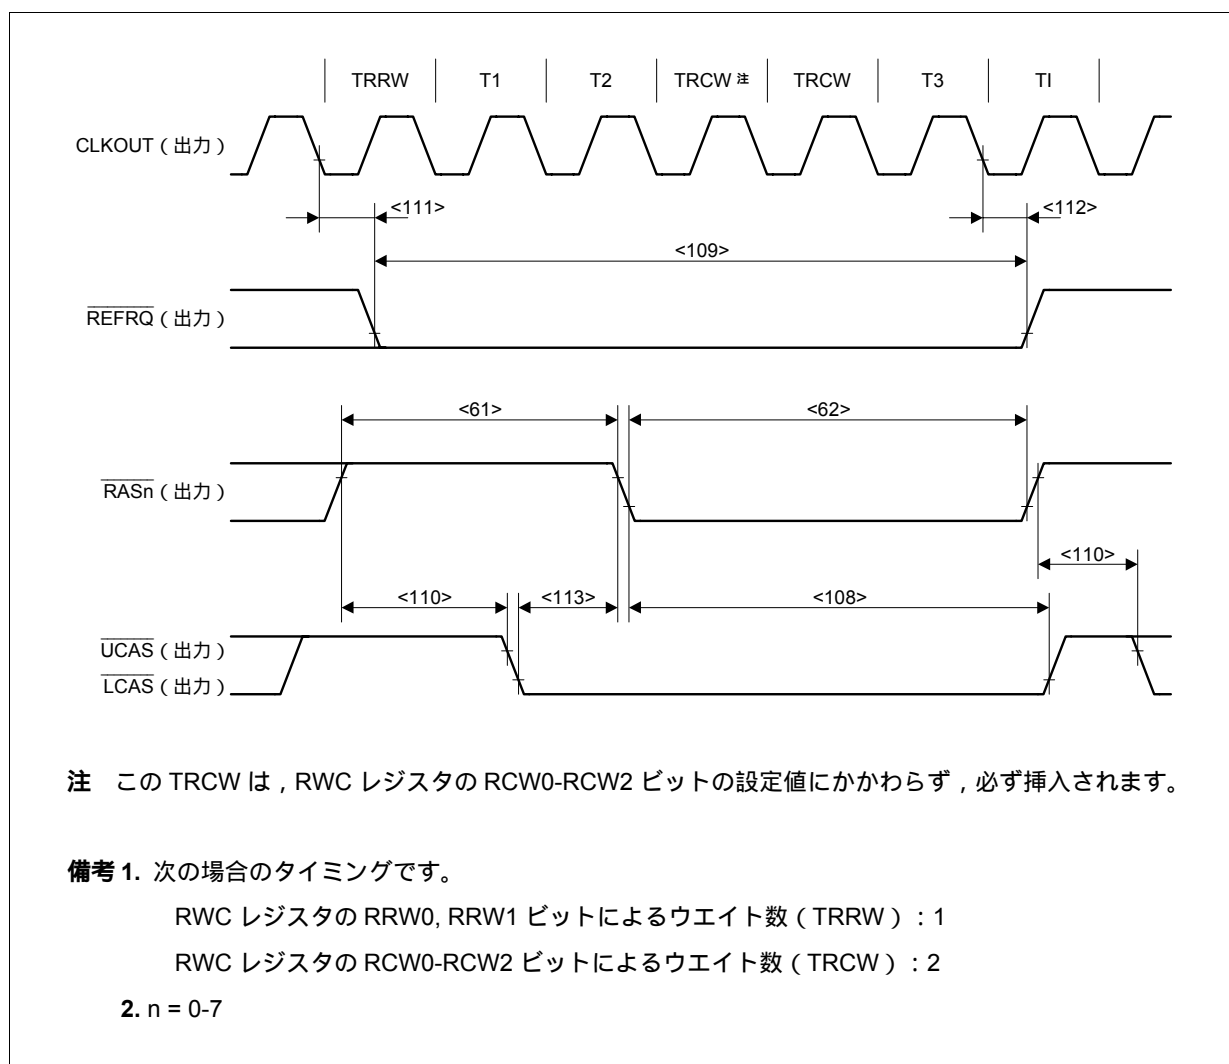 TRRW T1 T2 TRCW 注 TRCW T3 TI
CLKOUT（出力）
<111> <112>
<109>
REFRQ（出力）
<61> <62>
RASn（出力）
<110>
<110> <113> <108>
UCAS（出力）
LCAS（出力）
注 この TRCW は，RWC レジスタの RCW0-RCW2 ビットの設定値にかかわらず，必ず挿入されます。
備考 1. 次の場合のタイミングです。
RWC レジスタの RRW0, RRW1 ビットによるウエイト数（TRRW）：1
RWC レジスタの RCW0-RCW2 ビットによるウエイト数（TRCW）：2
2. n = 0-7